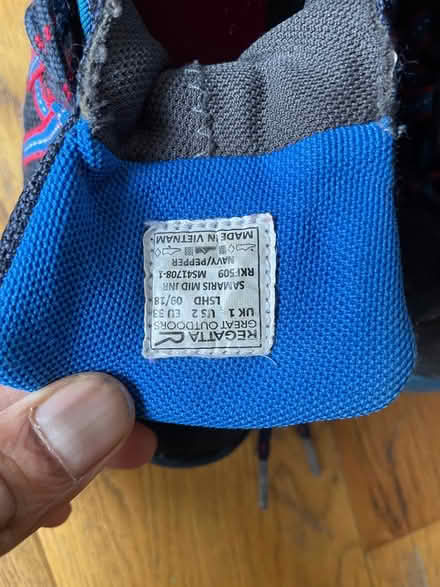 REGATTA
GREAT OUTDOORS
UK 1 US 2 EU 33
LSHD 09/18
SAMARIS MID JNR
RKF509 MS41708-1
NAVY/PEPPER
MADE IN VIETNAM